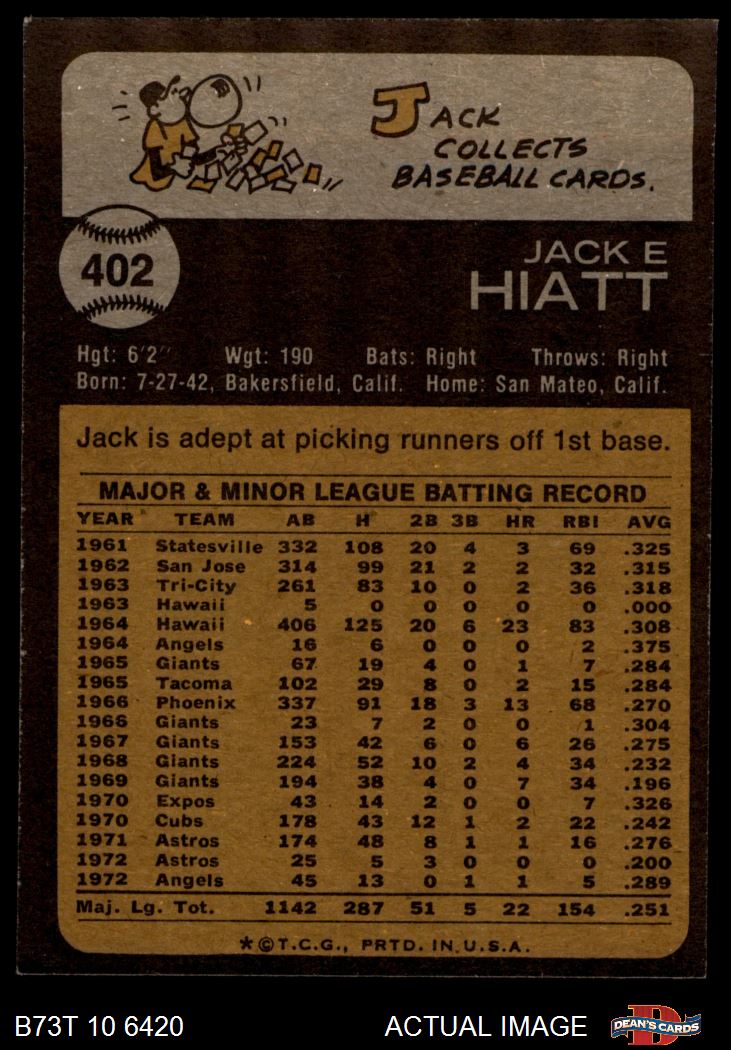 JACK
COLLECTS
BASEBALL CARDS.
402
JACK E
HIATT
Hgt: 6'2" Wgt: 190 Bats: Right Throws: Right
Born: 7-27-42, Bakersfield, Calif. Home: San Mateo, Calif.
Jack is adept at picking runners off 1st base.
MAJOR & MINOR LEAGUE BATTING RECORD
YEAR TEAM AB H 2B 3B HR RBI AVG
1961 Statesville 332 108 20 4 3 69 .325
1962 San Jose 314 99 21 2 2 32 .315
1963 Tri-City 261 83 10 0 2 36 .318
1963 Hawaii 5 0 0 0 0 0 .000
1964 Hawaii 406 125 20 6 23 83 .308
1964 Angels 16 6 0 0 0 2 .375
1965 Giants 67 19 4 0 1 7 .284
1965 Tacoma 102 29 8 0 2 15 .284
1966 Phoenix 337 91 18 3 13 68 .270
1966 Giants 23 7 2 0 0 1 .304
1967 Giants 153 42 6 0 6 26 .275
1968 Giants 224 52 10 2 4 34 .232
1969 Giants 194 38 4 0 7 34 .196
1970 Expos 43 14 2 0 0 7 .326
1970 Cubs 178 43 12 1 2 22 .242
1971 Astros 174 48 8 1 1 16 .276
1972 Astros 25 5 3 0 0 0 .200
1972 Angels 45 13 0 1 1 5 .289
Maj. Lg. Tot. 1142 287 51 5 22 154 .251
*©T.C.G., PRTD. IN U.S.A.
B73T 10 6420 ACTUAL IMAGE D DEAN'S CARDS